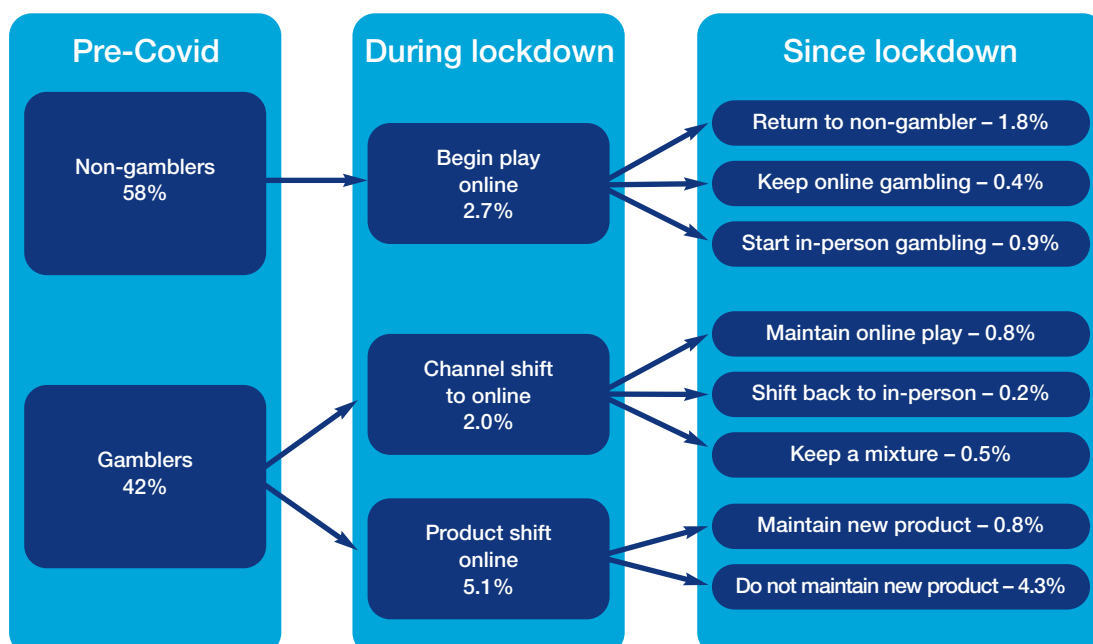 Pre-Covid
During lockdown
Since lockdown
Non-gamblers
58%
Begin play
online
2.7%
Return to non-gambler – 1.8%
Keep online gambling – 0.4%
Start in-person gambling – 0.9%
Gamblers
42%
Channel shift
to online
2.0%
Maintain online play – 0.8%
Shift back to in-person – 0.2%
Keep a mixture – 0.5%
Product shift
online
5.1%
Maintain new product – 0.8%
Do not maintain new product – 4.3%